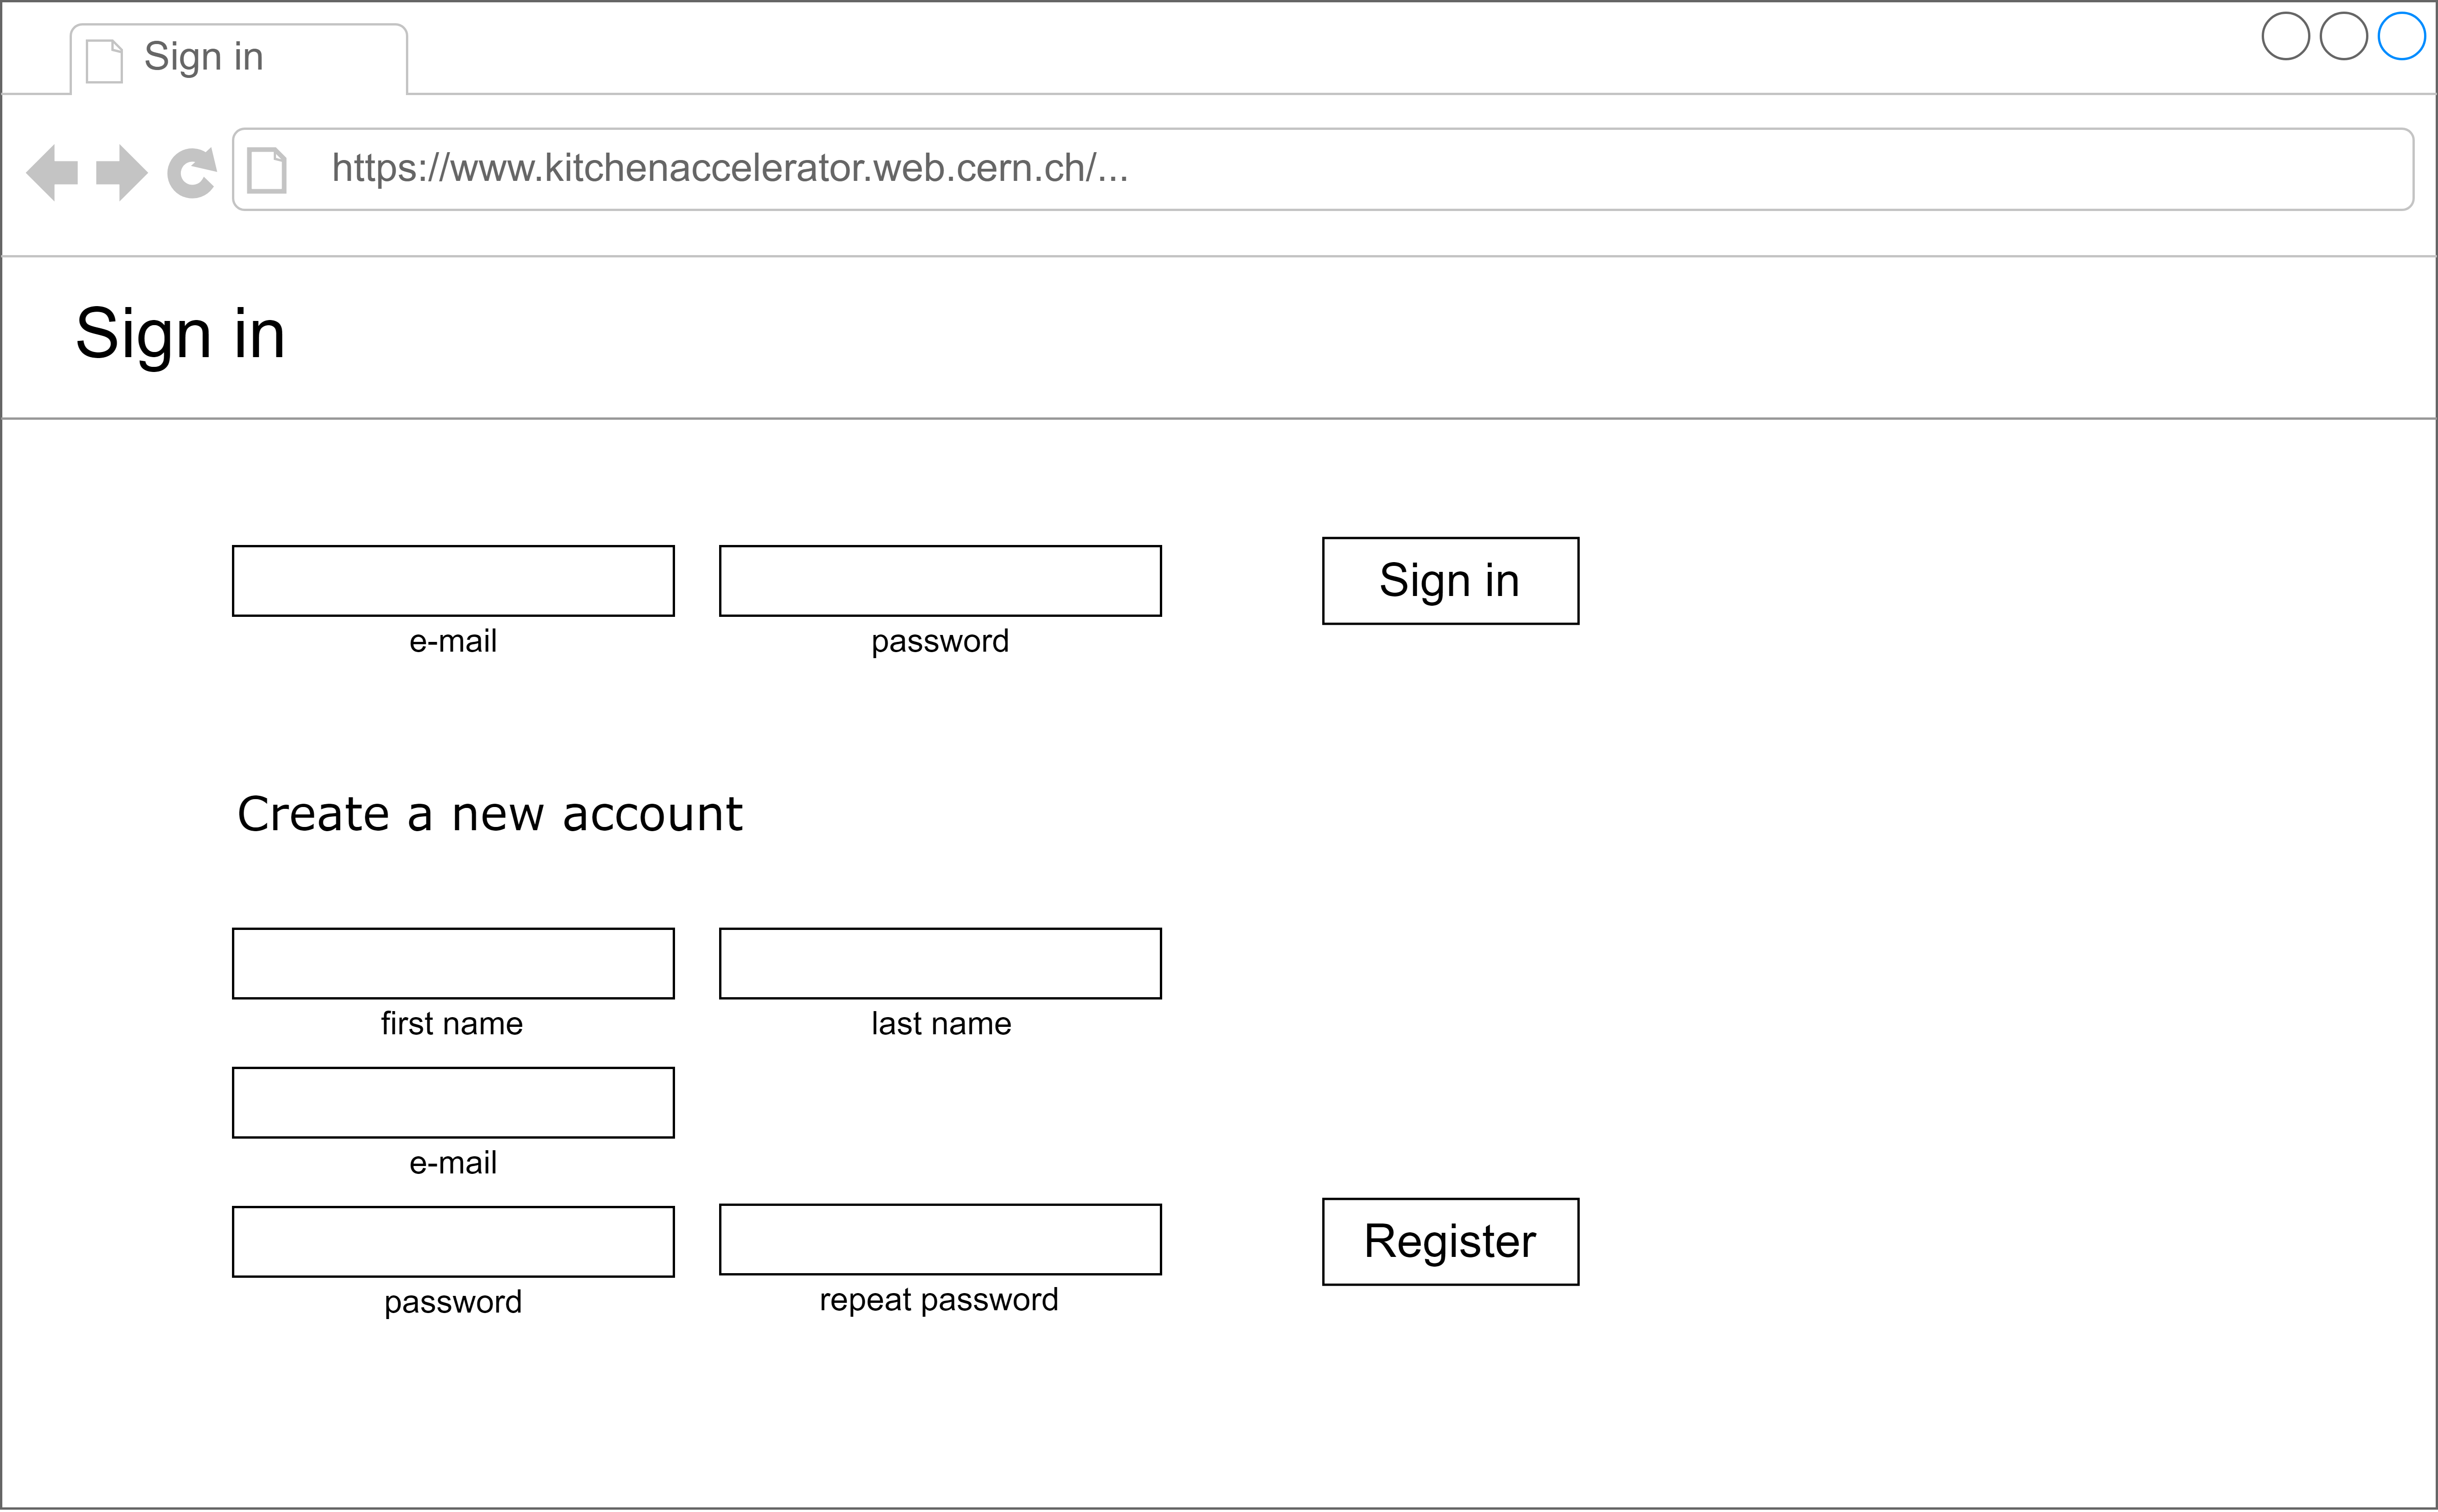 Sign in
https://www.kitchenaccelerator.web.cern.ch/...
Sign in
Sign in
e-mail
password
Create a new account
first name
last name
e-mail
password
repeat password
Register